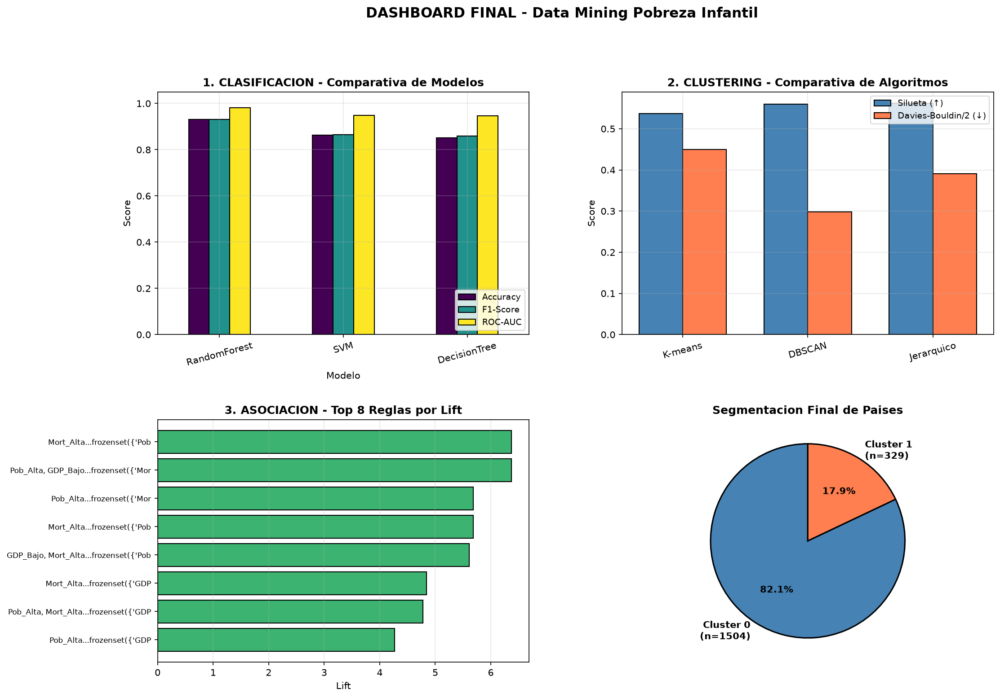 DASHBOARD FINAL - Data Mining Pobreza Infantil
1. CLASIFICACION - Comparativa de Modelos
Score
1.0
0.8
0.6
0.4
0.2
0.0
Accuracy
F1-Score
ROC-AUC
RandomForest
SVM
DecisionTree
Modelo
2. CLUSTERING - Comparativa de Algoritmos
Score
0.5
0.4
0.3
0.2
0.1
0.0
Silueta (↑)
Davies-Bouldin/2 (↓)
K-means
DBSCAN
Jerarquico
3. ASOCIACION - Top 8 Reglas por Lift
Mort_Alta...frozenset({'Pob
Pob_Alta, GDP_Bajo...frozenset({'Mor
Pob_Alta...frozenset({'Mor
Mort_Alta...frozenset({'Pob
GDP_Bajo, Mort_Alta...frozenset({'Pob
Mort_Alta...frozenset({'GDP
Pob_Alta, Mort_Alta...frozenset({'GDP
Pob_Alta...frozenset({'GDP
0
1
2
3
4
5
6
Lift
Segmentacion Final de Paises
Cluster 1
(n=329)
17.9%
82.1%
Cluster 0
(n=1504)